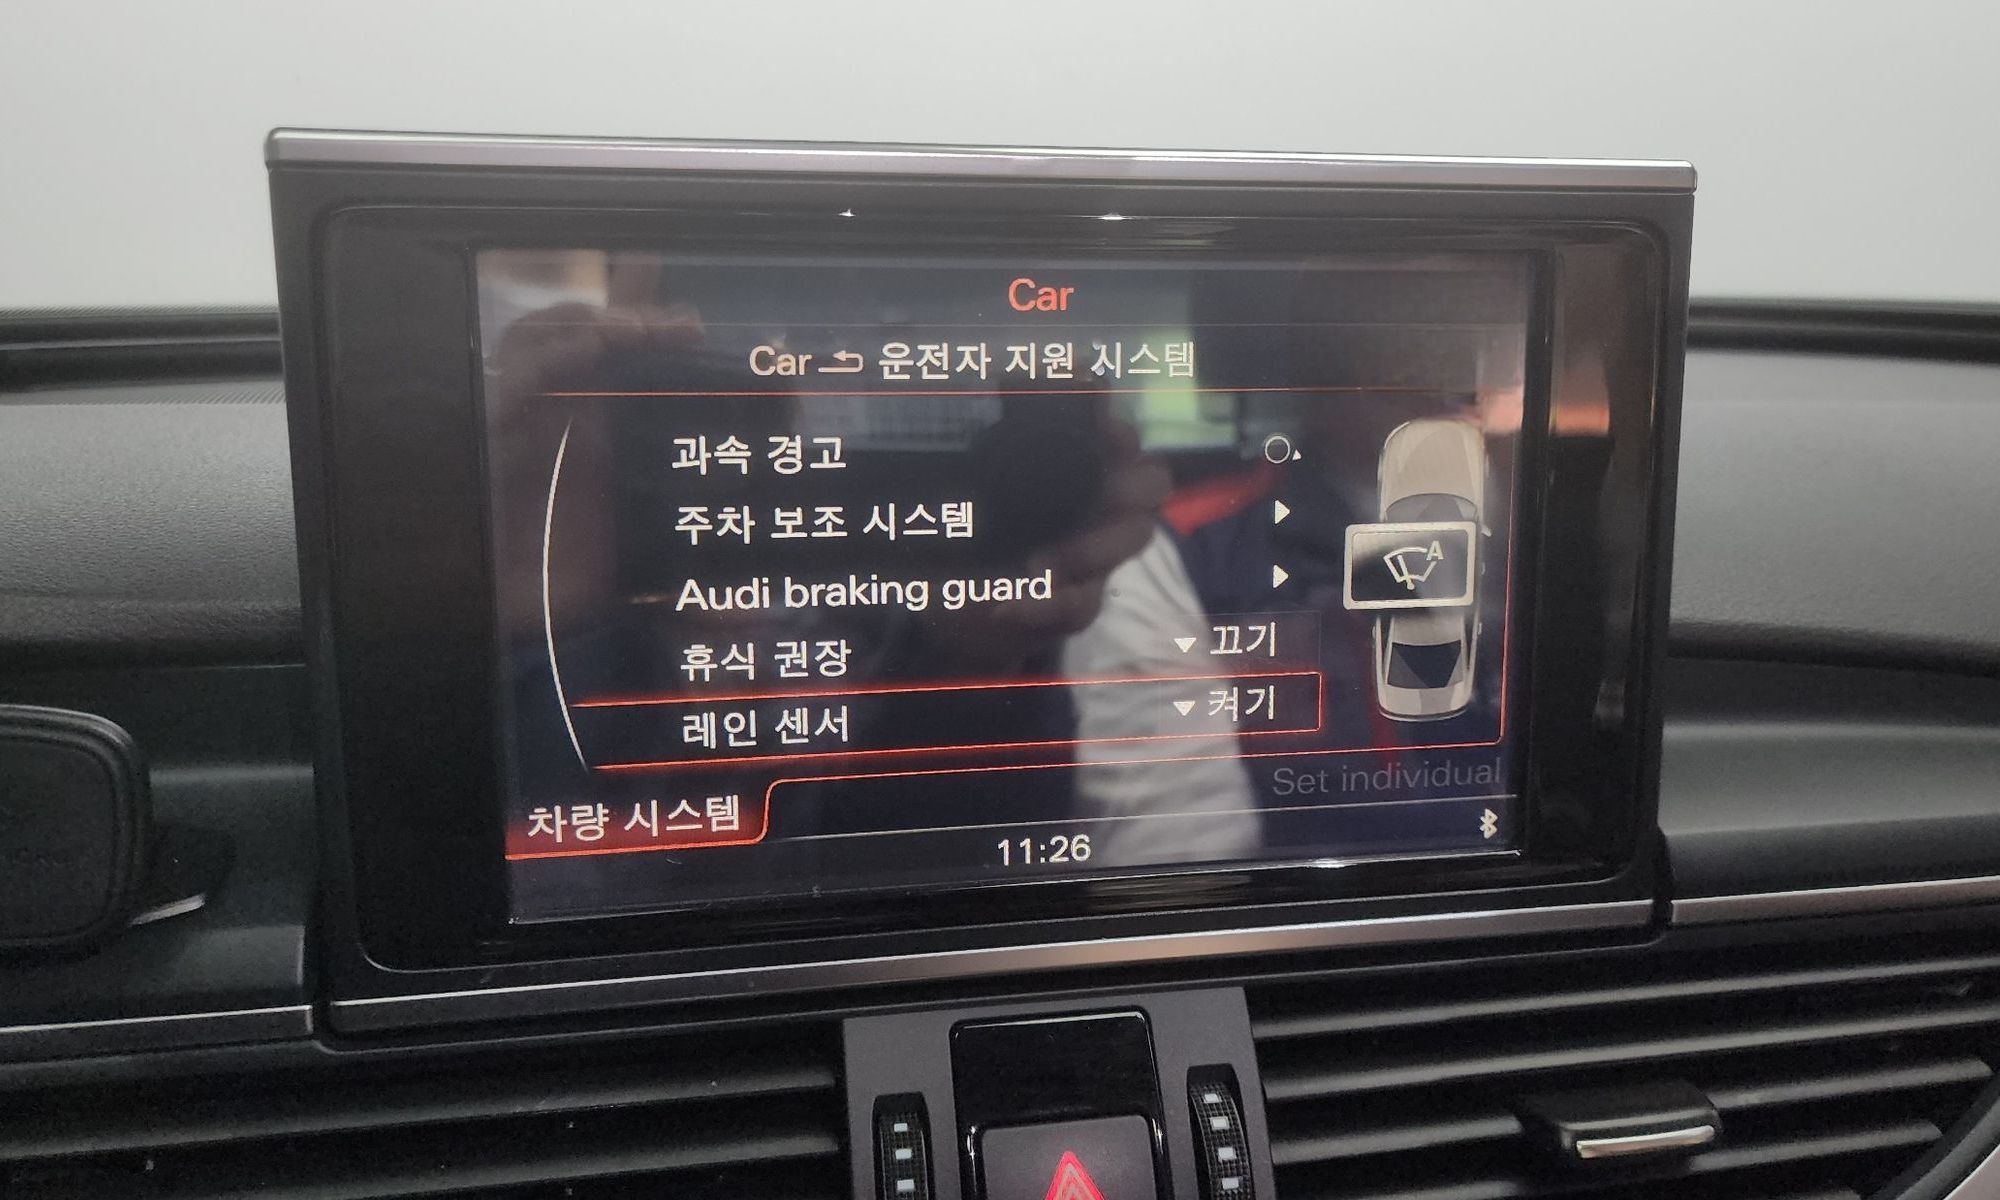 Car
Car 운전자 지원 시스템
과속 경고
주차 보조 시스템
Audi braking guard
휴식 권장 끄기
레인 센서 켜기
A
Set individual
차량 시스템
11:26